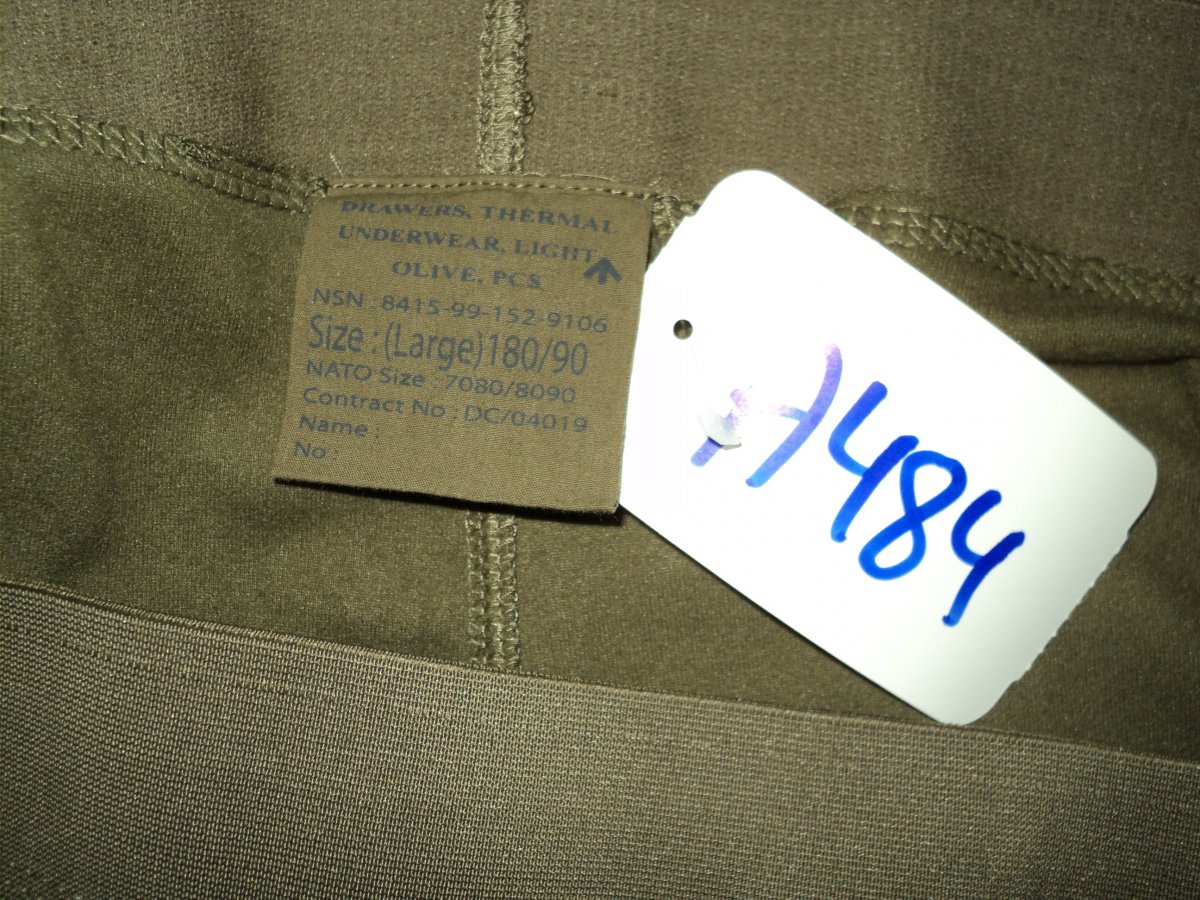 DRAWERS, THERMAL
UNDERWEAR, LIGHT
OLIVE, PCS
NSN : 8415-99-152-9106
Size : (Large) 180/90
NATO Size : 7080/8090
Contract No : DC/04019
Name :
No :
A484